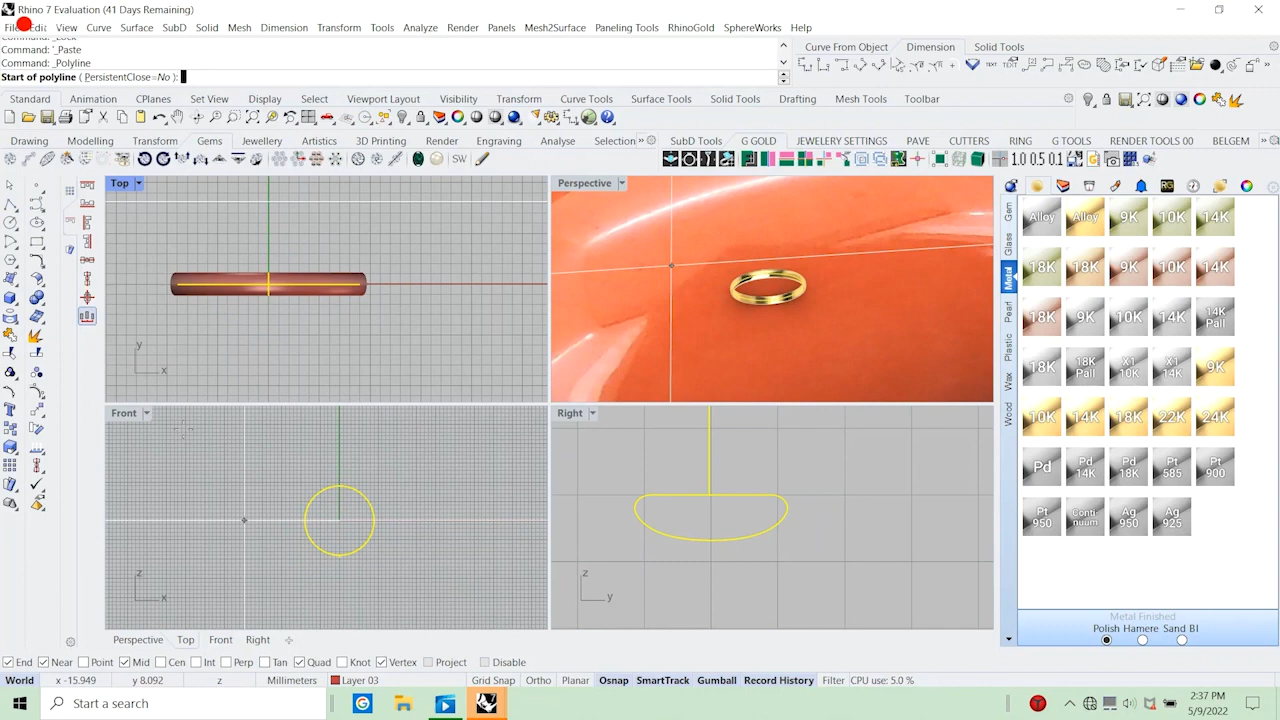 Rhino 7 Evaluation (41 Days Remaining)
File Edit View Curve Surface SubD Solid Mesh Dimension Transform Tools Analyze Render Panels Mesh2Surface Paneling Tools RhinoGold SphereWorks Help
Command: '_Paste
Command: _Polyline
Start of polyline ( PersistentClose=No ):
Curve From Object Dimension Solid Tools
Standard Animation CPlanes Set View Display Select Viewport Layout Visibility Transform Curve Tools Surface Tools Solid Tools Drafting Mesh Tools Toolbar
Drawing Modelling Transform Gems Jewellery Artisans 3D Printing Render Engraving Analyse Selection »
SubD Tools G GOLD JEWELERY SETTINGS PAVE CUTTERS RING G TOOLS RENDER TOOLS 00 BELGEM »
SW
1.0 0.5 0.1
Top
y
x
Perspective
Front
z
x
Right
z
y
Gem
Glass
Metal
Pearl
Plastic
Wax
Wood
Alloy Alloy 9K 10K 14K
18K 18K 9K 10K 14K
18K 9K 10K 14K 14K Pall
18K 18K Pall X1 10K X1 14K 9K
10K 14K 18K 22K 24K
Pd Pd 14K Pd 18K Pt 585 Pt 900
Pt 950 Conti nuum Ag 950 Ag 925
Metal Finished
Polish Hamere Sand Bl
Perspective Top Front Right
End Near Point Mid Cen Int Perp Tan Quad Knot Vertex Project Disable
World x -15.949 y 8.092 z Millimeters Layer 03 Grid Snap Ortho Planar Osnap SmartTrack Gumball Record History Filter CPU use: 5.0 %
Start a search
2:37 PM
5/9/2022